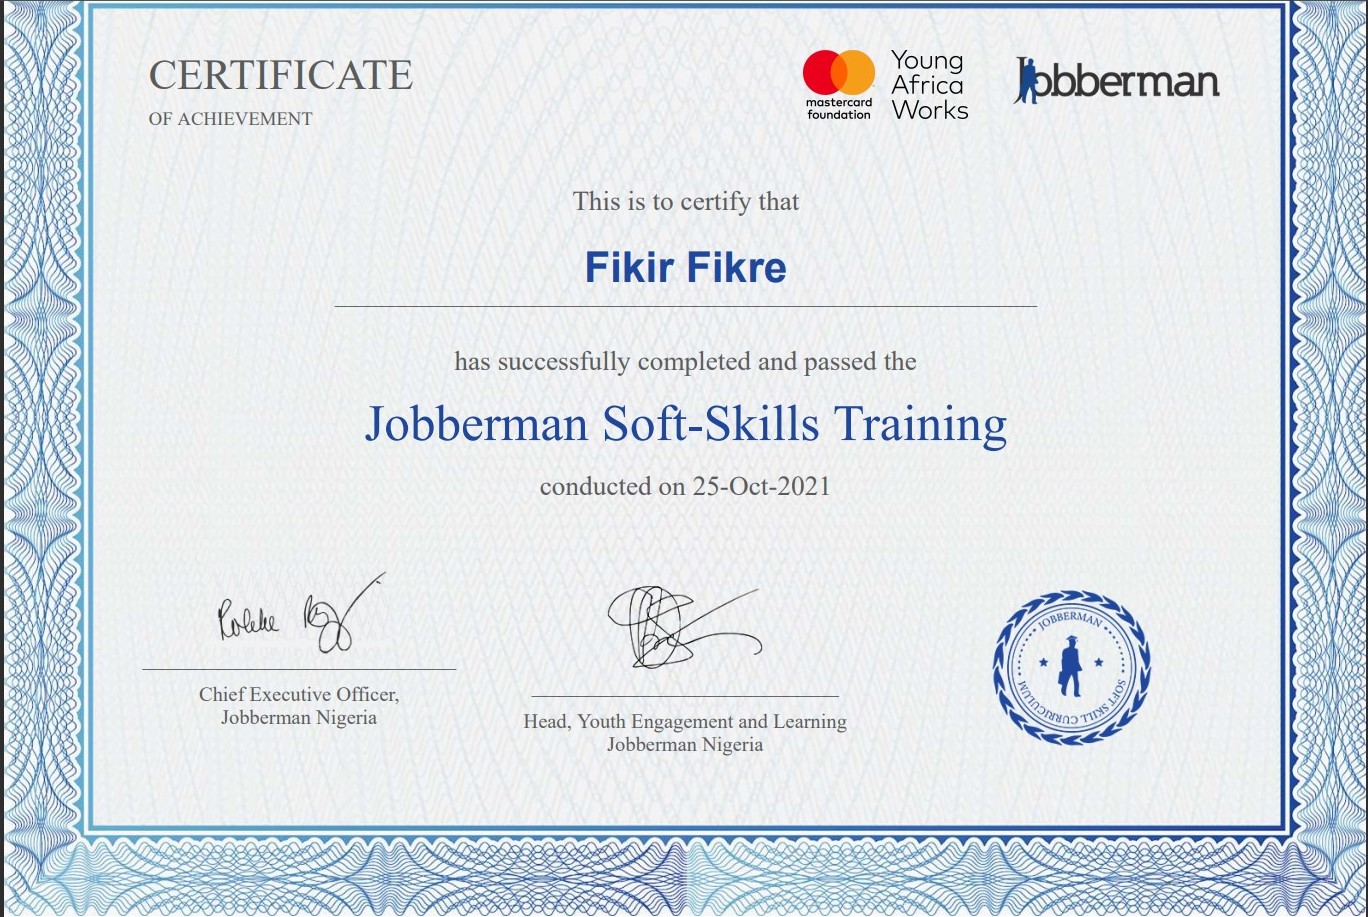 CERTIFICATE
OF ACHIEVEMENT
mastercard
foundation
Young
Africa
Works
Jobberman
This is to certify that
Fikir Fikre
has successfully completed and passed the
Jobberman Soft-Skills Training
conducted on 25-Oct-2021
Chief Executive Officer,
Jobberman Nigeria
Head, Youth Engagement and Learning
Jobberman Nigeria
JOBBERMAN
SOFT SKILL CURRICULUM